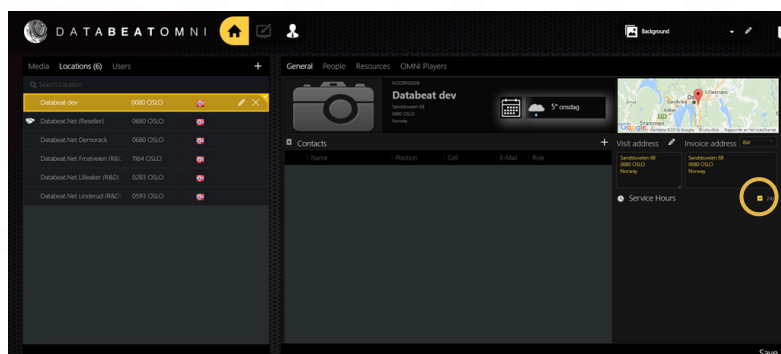 DATABEATOMNI
Background
Media Locations (6) Users +
General People Resources OMNI Players
Search Location
Databeat dev 0680 OSLO
Databeat.Net (Reseller) 0680 OSLO
Databeat.Net Demorack 0680 OSLO
Databeat.Net Frostveien (R&D) 1164 OSLO
Databeat.Net Lilleaker (R&D) 0283 OSLO
Databeat.Net Linderud (R&D) 0593 OSLO
Databeat dev
Sandstuveien 68
0680 OSLO
Norway
5° onsdag
Lillestrøm
Asker
Drammen
Google
Contacts +
Name Position Cell E-Mail Role
Visit address Invoice address Bar
Sandstuveien 68
0680 OSLO
Norway
Sandstuveien 68
0680 OSLO
Norway
Service Hours
Save